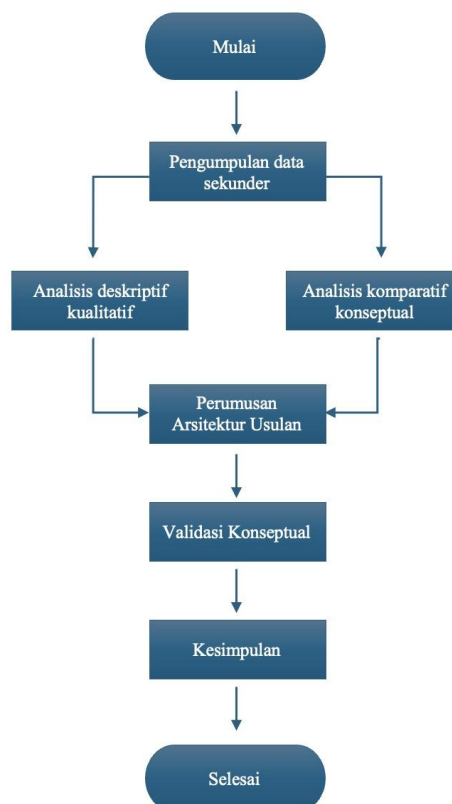 Mulai
Pengumpulan data
sekunder
Analisis deskriptif
kualitatif
Analisis komparatif
konseptual
Perumusan
Arsitektur Usulan
Validasi Konseptual
Kesimpulan
Selesai